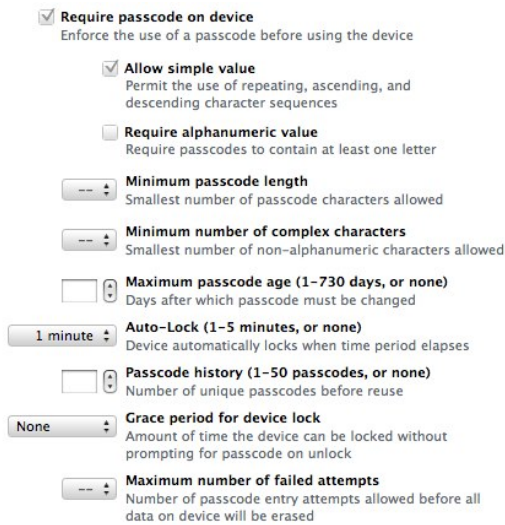 Require passcode on device
Enforce the use of a passcode before using the device
Allow simple value
Permit the use of repeating, ascending, and
descending character sequences
Require alphanumeric value
Require passcodes to contain at least one letter
-- Minimum passcode length
Smallest number of passcode characters allowed
-- Minimum number of complex characters
Smallest number of non-alphanumeric characters allowed
Maximum passcode age (1-730 days, or none)
Days after which passcode must be changed
1 minute Auto-Lock (1-5 minutes, or none)
Device automatically locks when time period elapses
Passcode history (1-50 passcodes, or none)
Number of unique passcodes before reuse
None Grace period for device lock
Amount of time the device can be locked without
prompting for passcode on unlock
-- Maximum number of failed attempts
Number of passcode entry attempts allowed before all
data on device will be erased